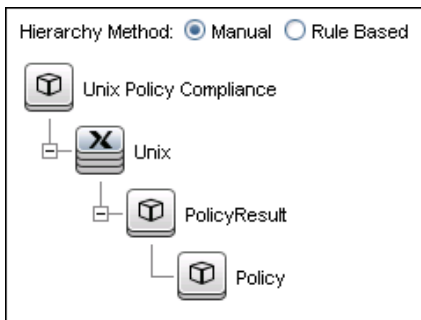 Hierarchy Method: Manual Rule Based
Unix Policy Compliance
Unix
PolicyResult
Policy